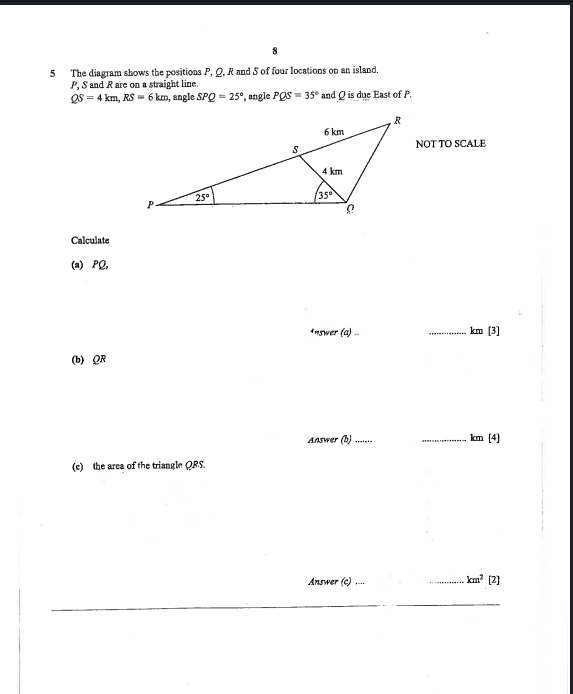 8
5 The diagram shows the positions P, Q, R and S of four locations on an island.
P, S and R are on a straight line.
QS = 4 km, RS = 6 km, angle SPQ = 25°, angle PQS = 35° and Q is due East of P.
R
6 km
NOT TO SCALE
S
4 km
25°
35°
P
Q
Calculate
(a) PQ,
Answer (a) .. .............. km [3]
(b) QR
Answer (b) ....... ................. km [4]
(c) the area of the triangle QRS.
Answer (c) .... ............. km² [2]